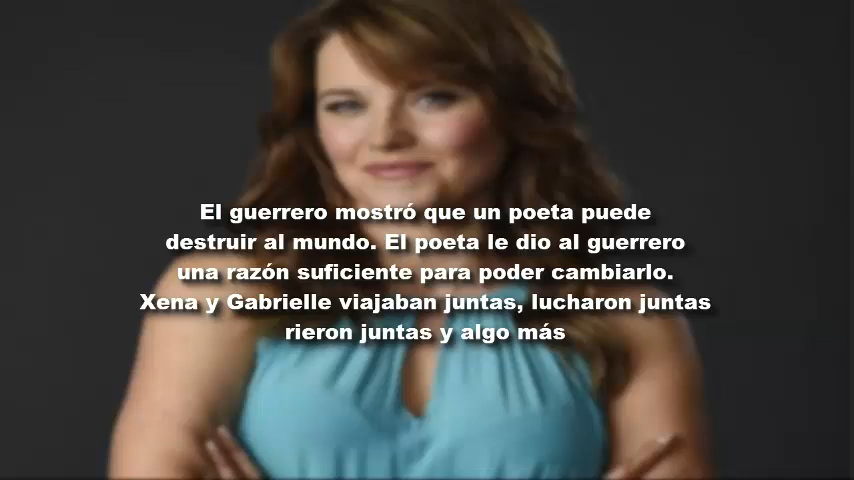 El guerrero mostró que un poeta puede
destruir al mundo. El poeta le dio al guerrero
una razón suficiente para poder cambiarlo.
Xena y Gabrielle viajaban juntas, lucharon juntas
rieron juntas y algo más